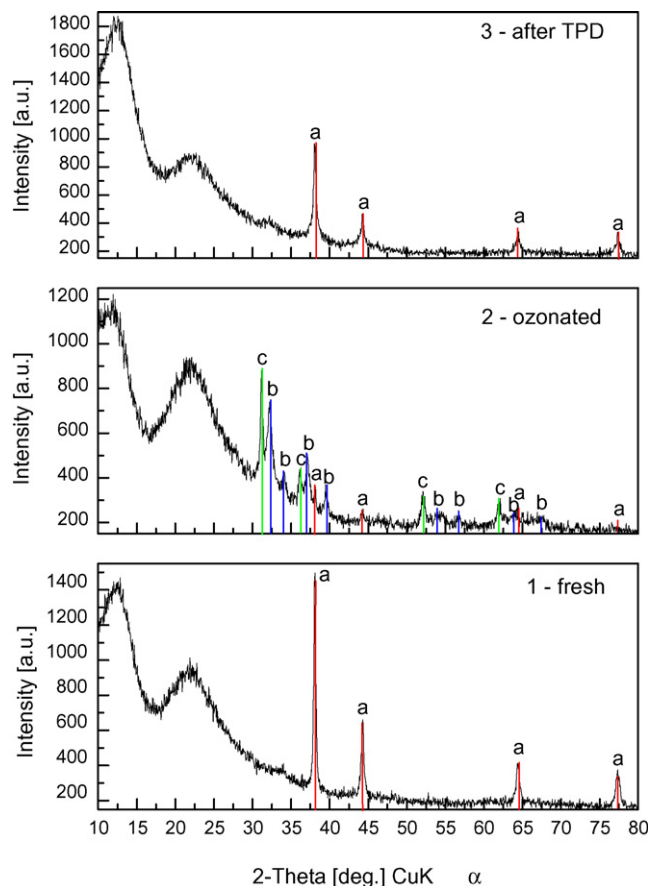 3 - after TPD
Intensity [a.u.]
1800
1600
1400
1200
1000
800
600
400
200
a
a
a
a
2 - ozonated
Intensity [a.u.]
1200
1000
800
600
400
200
c
b
b
c
b
a
b
a
c
b
b
c
b
a
b
a
1 - fresh
Intensity [a.u.]
1400
1200
1000
800
600
400
200
a
a
a
a
10 15 20 25 30 35 40 45 50 55 60 65 70 75 80
2-Theta [deg.] CuK α